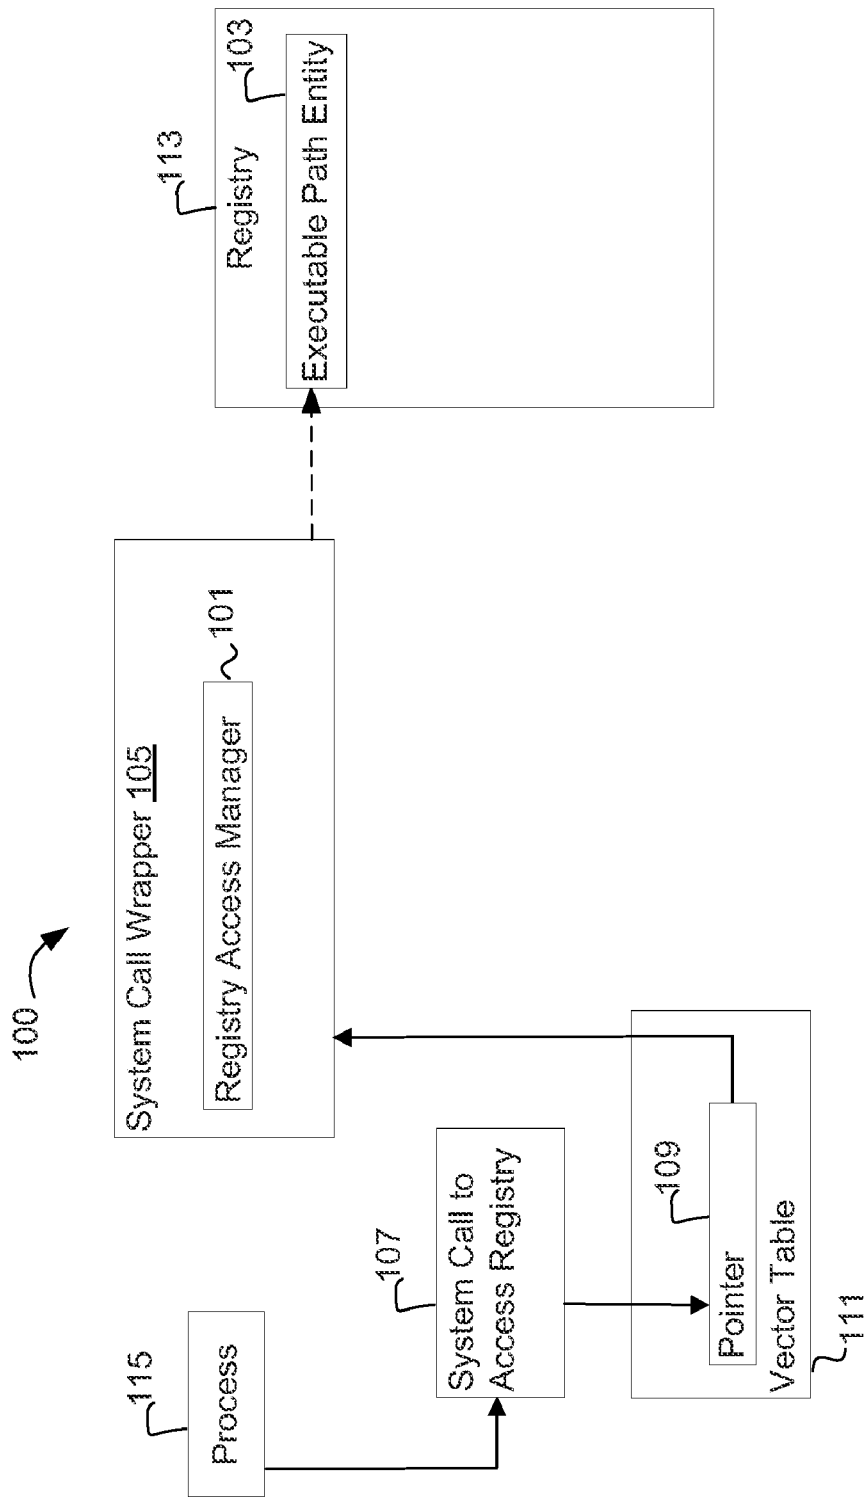 100
System Call Wrapper 105
Registry Access Manager
101
113
Registry
103
Executable Path Entity
115
Process
107
System Call to
Access Registry
109
Pointer
Vector Table
111